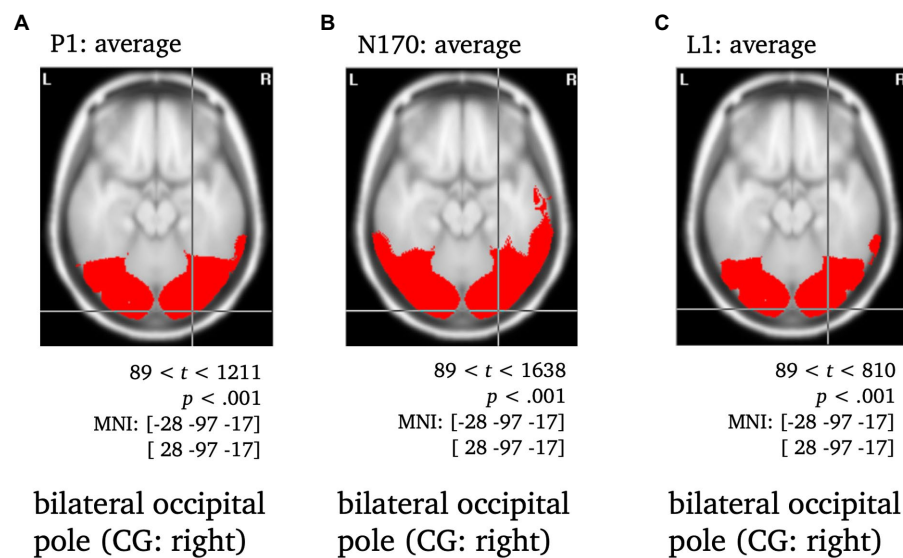 A
P1: average
L R
89 < t < 1211
p < .001
MNI: [-28 -97 -17]
[ 28 -97 -17]
bilateral occipital
pole (CG: right)
B
N170: average
L R
89 < t < 1638
p < .001
MNI: [-28 -97 -17]
[ 28 -97 -17]
bilateral occipital
pole (CG: right)
C
L1: average
L R
89 < t < 810
p < .001
MNI: [-28 -97 -17]
[ 28 -97 -17]
bilateral occipital
pole (CG: right)